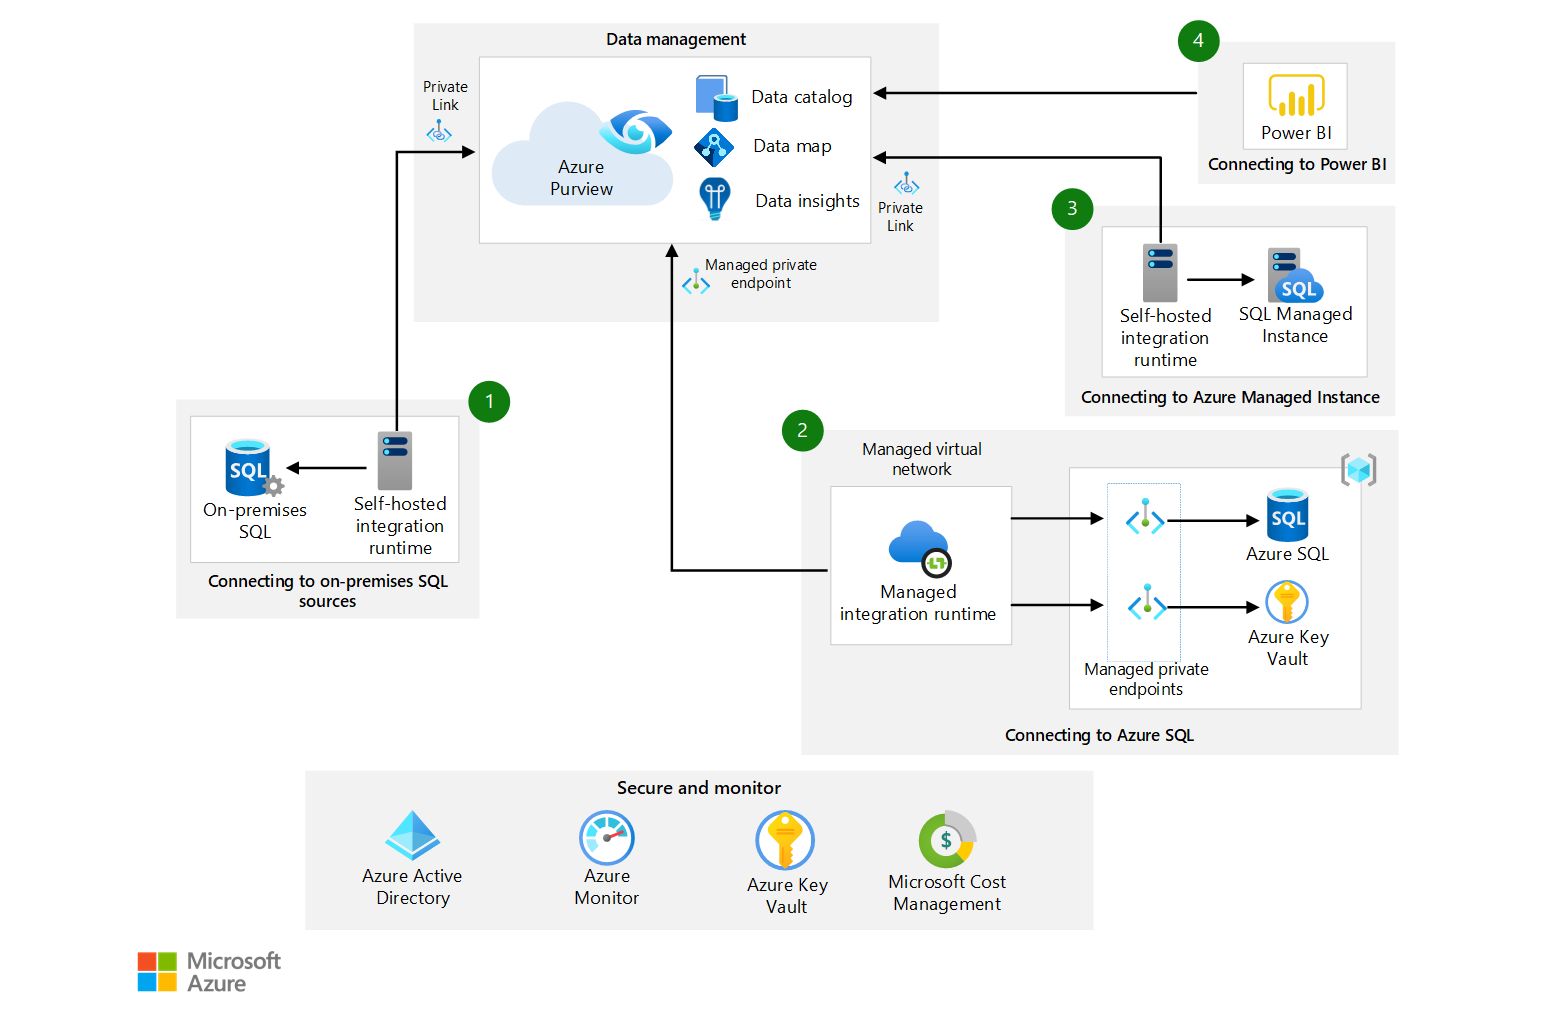 Data management
Private
Link
Azure
Purview
Data catalog
Data map
Data insights
Private
Link
Managed private
endpoint
4
Power BI
Connecting to Power BI
3
Self-hosted
integration
runtime
SQL
SQL Managed
Instance
Connecting to Azure Managed Instance
1
SQL
On-premises
SQL
Self-hosted
integration
runtime
Connecting to on-premises SQL
sources
2
Managed virtual
network
Managed
integration runtime
SQL
Azure SQL
Azure Key
Vault
Managed private
endpoints
Connecting to Azure SQL
Secure and monitor
Azure Active
Directory
Azure
Monitor
Azure Key
Vault
$
Microsoft Cost
Management
Microsoft
Azure